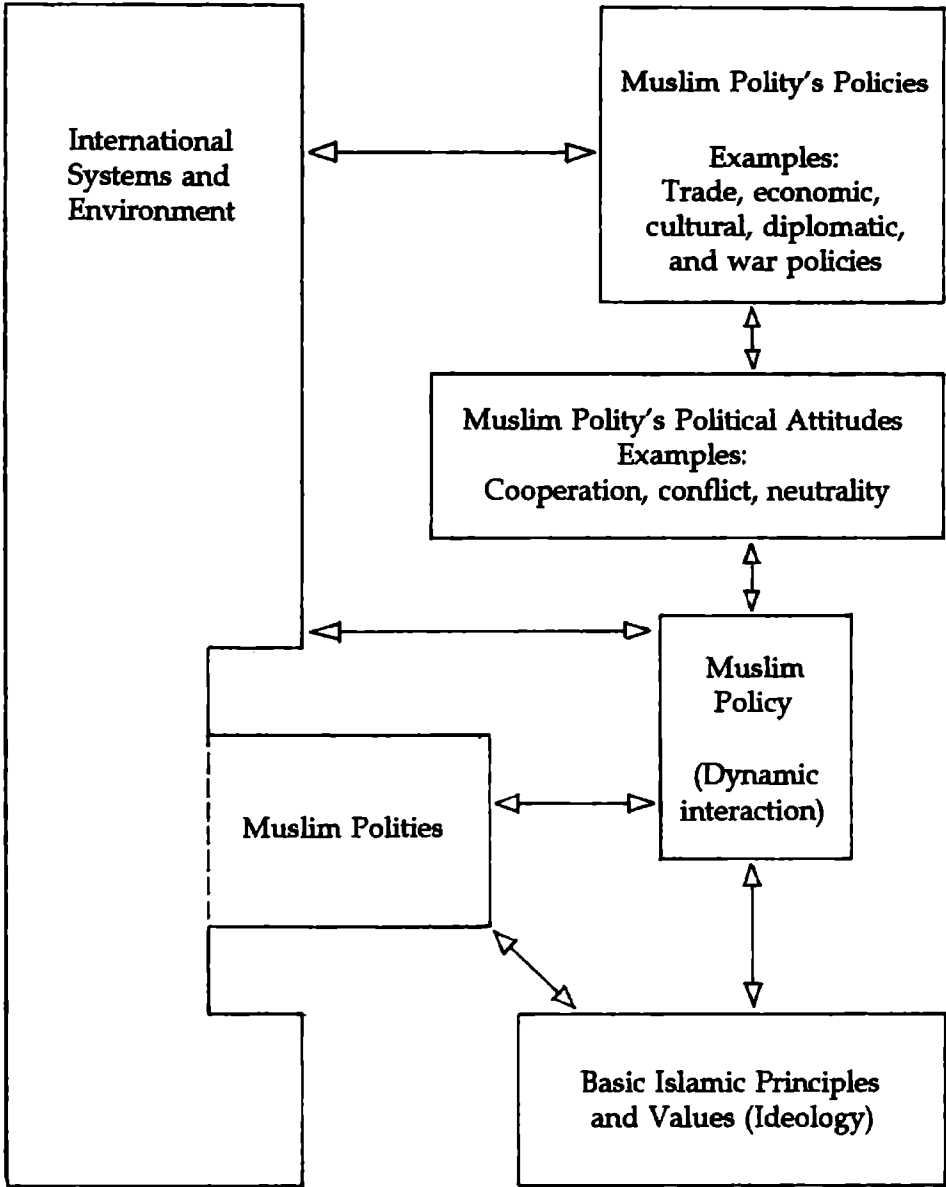 International
Systems and
Environment
Muslim Polity's Policies
Examples:
Trade, economic,
cultural, diplomatic,
and war policies
Muslim Polity's Political Attitudes
Examples:
Cooperation, conflict, neutrality
Muslim
Policy
(Dynamic
interaction)
Muslim Polities
Basic Islamic Principles
and Values (Ideology)